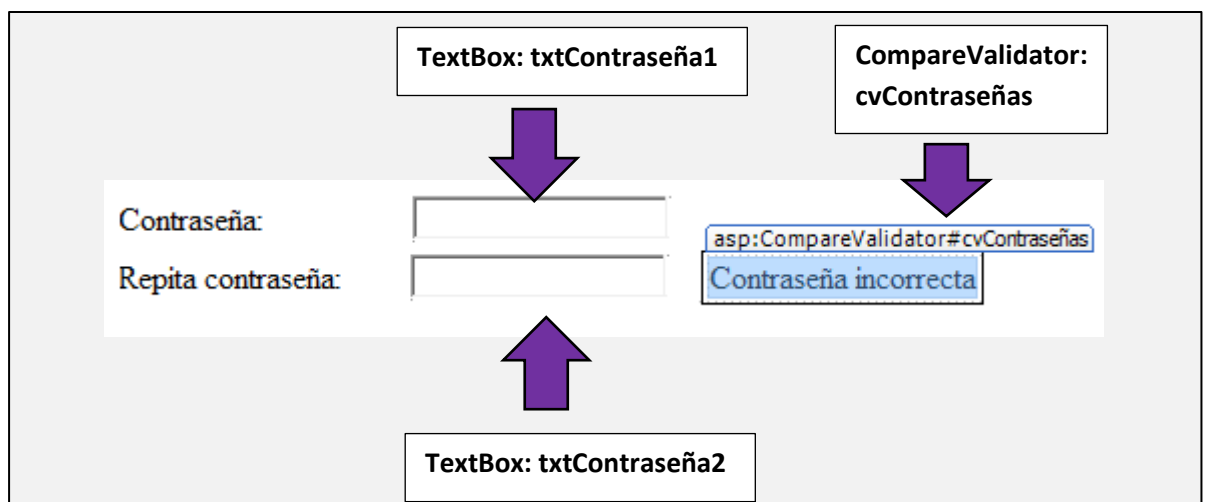 TextBox: txtContraseña1
CompareValidator:
cvContraseñas
Contraseña:
asp:CompareValidator#cvContraseñas
Repita contraseña:
Contraseña incorrecta
TextBox: txtContraseña2